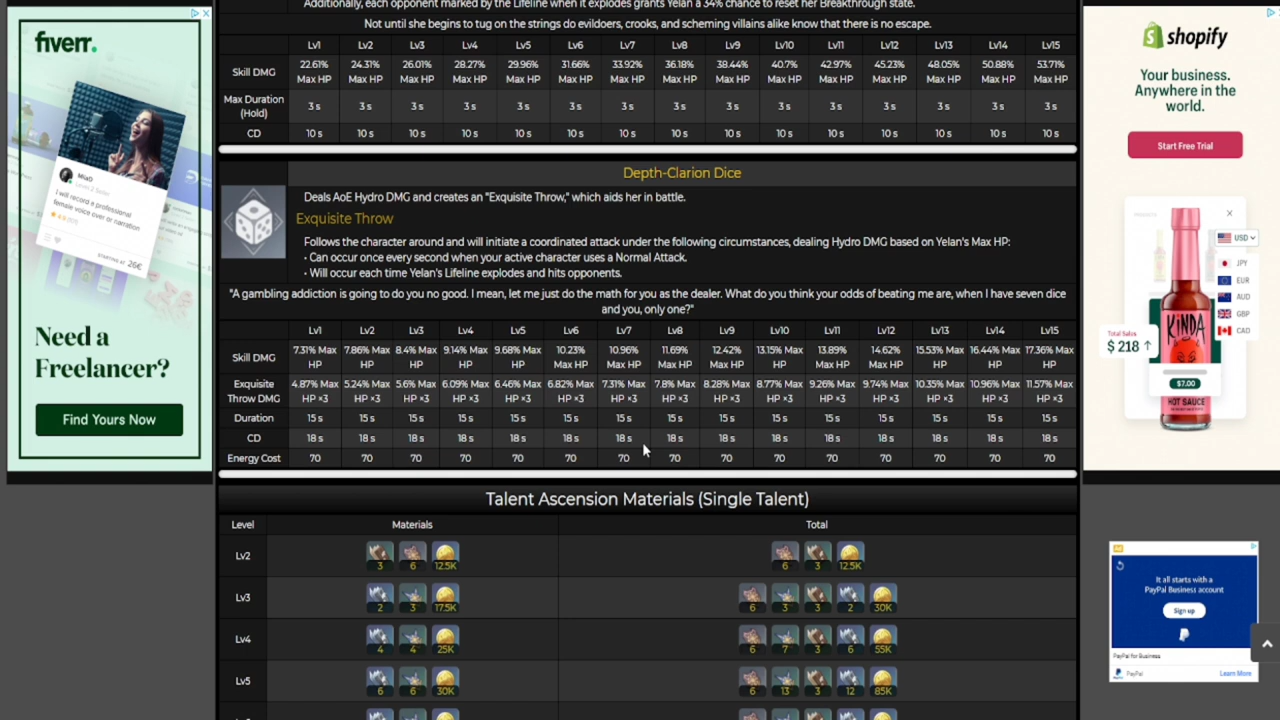 Additionally, each opponent marked by the Lifeline when it explodes grants Yelan a 34% chance to reset her Breakthrough state.
Not until she begins to tug on the strings do evildoers, crooks, and scheming villains alike know that there is no escape.
Lv1 Lv2 Lv3 Lv4 Lv5 Lv6 Lv7 Lv8 Lv9 Lv10 Lv11 Lv12 Lv13 Lv14 Lv15
Skill DMG 22.61% Max HP 24.31% Max HP 26.01% Max HP 28.27% Max HP 29.96% Max HP 31.66% Max HP 33.92% Max HP 36.18% Max HP 38.44% Max HP 40.7% Max HP 42.97% Max HP 45.23% Max HP 48.05% Max HP 50.88% Max HP 53.71% Max HP
Max Duration (Hold) 3 s 3 s 3 s 3 s 3 s 3 s 3 s 3 s 3 s 3 s 3 s 3 s 3 s 3 s 3 s
CD 10 s 10 s 10 s 10 s 10 s 10 s 10 s 10 s 10 s 10 s 10 s 10 s 10 s 10 s 10 s
Depth-Clarion Dice
Deals AoE Hydro DMG and creates an "Exquisite Throw," which aids her in battle.
Exquisite Throw
Follows the character around and will initiate a coordinated attack under the following circumstances, dealing Hydro DMG based on Yelan's Max HP:
• Can occur once every second when your active character uses a Normal Attack.
• Will occur each time Yelan's Lifeline explodes and hits opponents.
"A gambling addiction is going to do you no good. I mean, let me just do the math for you as the dealer. What do you think your odds of beating me are, when I have seven dice
and you, only one?"
Lv1 Lv2 Lv3 Lv4 Lv5 Lv6 Lv7 Lv8 Lv9 Lv10 Lv11 Lv12 Lv13 Lv14 Lv15
Skill DMG 7.31% Max HP 7.86% Max HP 8.4% Max HP 9.14% Max HP 9.68% Max HP 10.23% Max HP 10.96% Max HP 11.69% Max HP 12.42% Max HP 13.15% Max HP 13.89% Max HP 14.62% Max HP 15.53% Max HP 16.44% Max HP 17.36% Max HP
Exquisite Throw DMG 4.87% Max HP ×3 5.24% Max HP ×3 5.6% Max HP ×3 6.09% Max HP ×3 6.46% Max HP ×3 6.82% Max HP ×3 7.31% Max HP ×3 7.8% Max HP ×3 8.28% Max HP ×3 8.77% Max HP ×3 9.26% Max HP ×3 9.74% Max HP ×3 10.35% Max HP ×3 10.96% Max HP ×3 11.57% Max HP ×3
Duration 15 s 15 s 15 s 15 s 15 s 15 s 15 s 15 s 15 s 15 s 15 s 15 s 15 s 15 s 15 s
CD 18 s 18 s 18 s 18 s 18 s 18 s 18 s 18 s 18 s 18 s 18 s 18 s 18 s 18 s 18 s
Energy Cost 70 70 70 70 70 70 70 70 70 70 70 70 70 70 70
Talent Ascension Materials (Single Talent)
Level Materials Total
Lv2 3 6 12.5K 6 3 12.5K
Lv3 2 3 17.5K 6 3 3 2 30K
Lv4 4 4 25K 6 7 3 6 55K
Lv5 6 6 30K 6 13 3 12 85K
fiverr.
MiaD
Level 2 Seller
I will record a professional
female voice over or narration
STARTING AT 26€
Need a
Freelancer?
Find Yours Now
shopify
Your business.
Anywhere in the
world.
Start Free Trial
USD
JPY
EUR
AUD
GBP
CAD
Total Sales
$ 218 ↑
KINDA
$7.00
HOT SAUCE
Ad
It all starts with a
PayPal Business account
Sign up
PayPal for Business
PayPal
Learn More